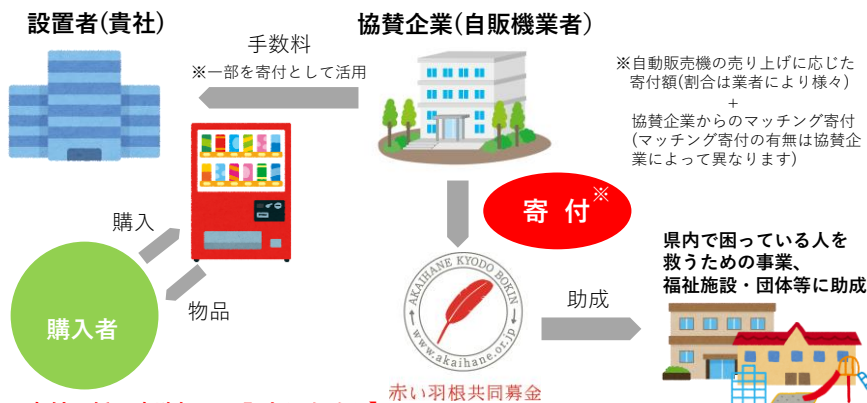 設置者(貴社)
協賛企業(自販機業者)
手数料
※一部を寄付として活用
※自動販売機の売り上げに応じた
寄付額(割合は業者により様々)
+
協賛企業からのマッチング寄付
(マッチング寄付の有無は協賛企
業によって異なります)
寄 付※
購入
物品
購入者
AKAIHANE KYODO BOKIN
www.akaihane.or.jp
赤い羽根共同募金
助成
県内で困っている人を
救うための事業、
福祉施設・団体等に助成